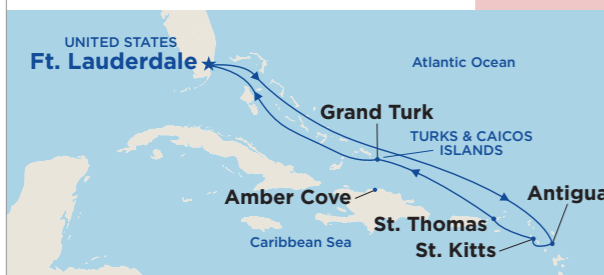 UNITED STATES
Ft. Lauderdale
Atlantic Ocean
Grand Turk
TURKS & CAICOS
ISLANDS
Amber Cove
Antigua
St. Thomas
St. Kitts
Caribbean Sea